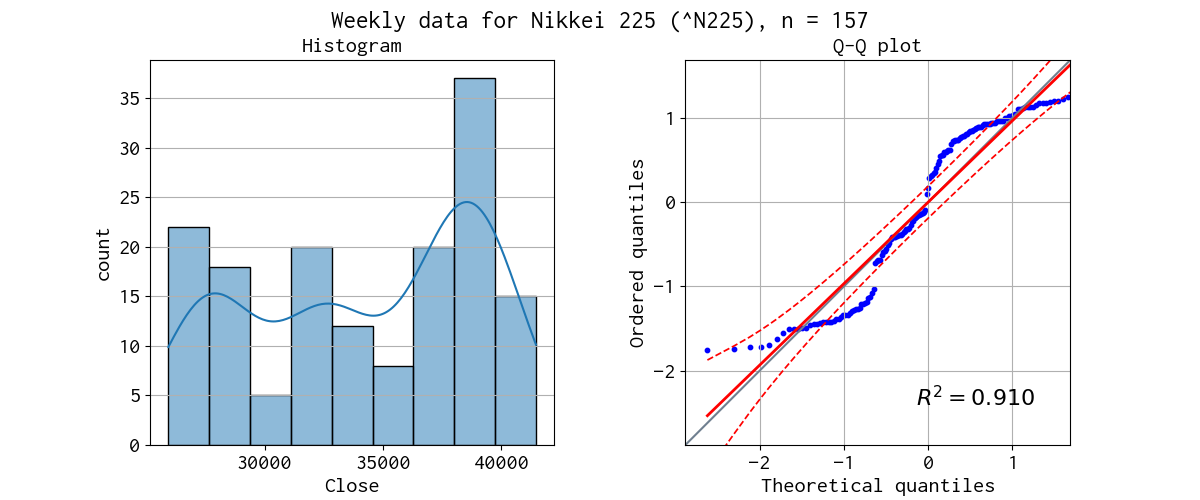 Weekly data for Nikkei 225 (^N225), n = 157
Histogram
35
30
25
20
15
10
5
0
count
30000 35000 40000
Close
Q-Q plot
1
0
−1
−2
Ordered quantiles
R² = 0.910
−2 −1 0 1
Theoretical quantiles